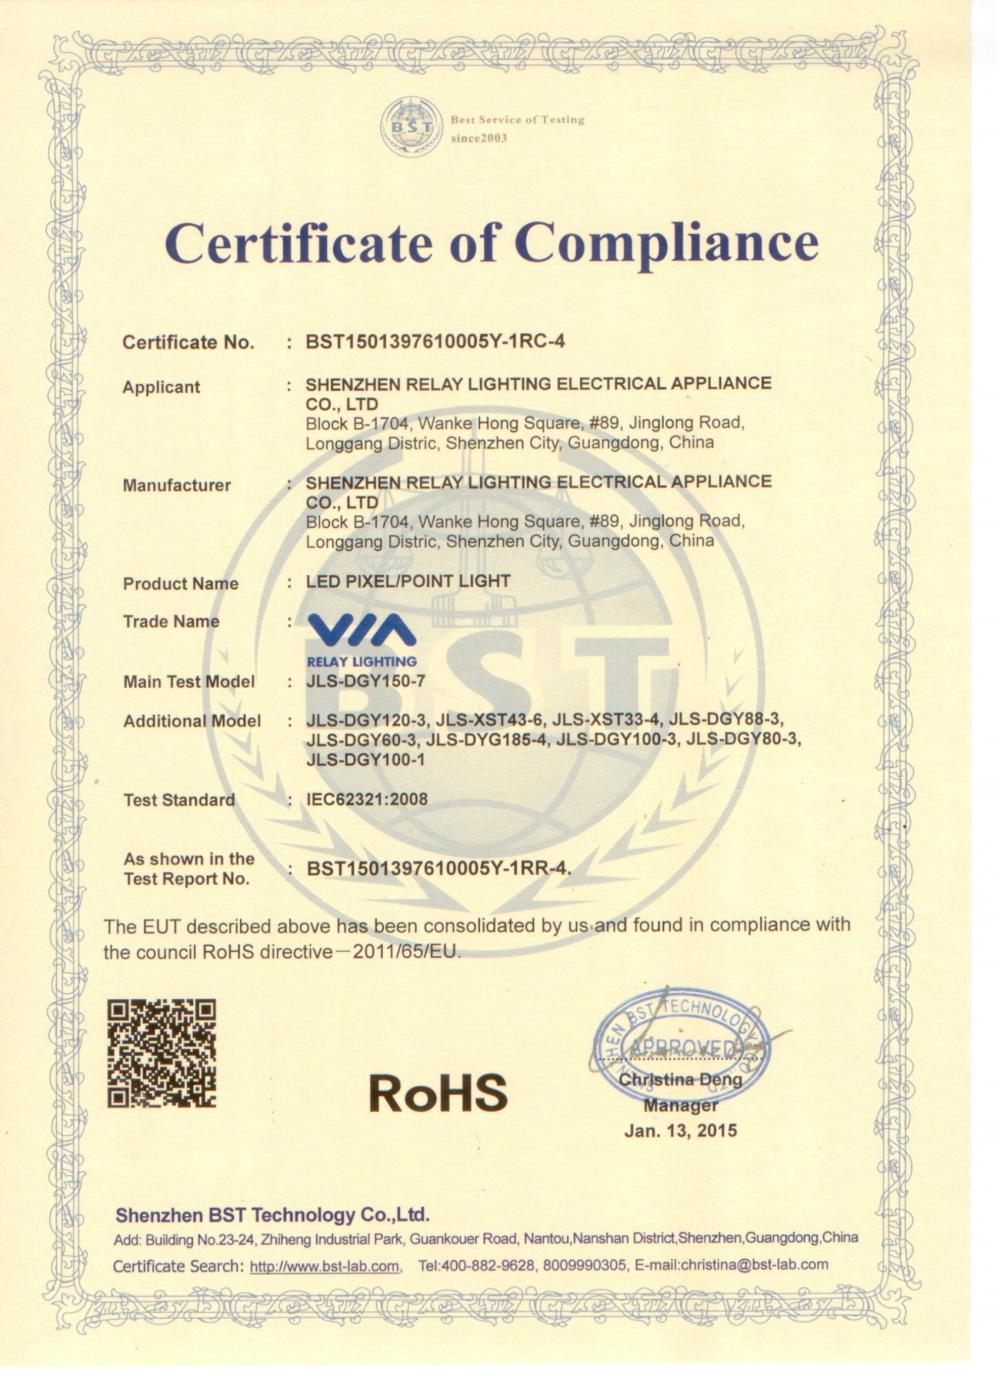 BST
Best Service of Testing
since2003
Certificate of Compliance
Certificate No. : BST1501397610005Y-1RC-4
Applicant : SHENZHEN RELAY LIGHTING ELECTRICAL APPLIANCE
CO., LTD
Block B-1704, Wanke Hong Square, #89, Jinglong Road,
Longgang Distric, Shenzhen City, Guangdong, China
Manufacturer : SHENZHEN RELAY LIGHTING ELECTRICAL APPLIANCE
CO., LTD
Block B-1704, Wanke Hong Square, #89, Jinglong Road,
Longgang Distric, Shenzhen City, Guangdong, China
Product Name : LED PIXEL/POINT LIGHT
Trade Name : VIA
RELAY LIGHTING
BST
Main Test Model : JLS-DGY150-7
Additional Model : JLS-DGY120-3, JLS-XST43-6, JLS-XST33-4, JLS-DGY88-3,
JLS-DGY60-3, JLS-DYG185-4, JLS-DGY100-3, JLS-DGY80-3,
JLS-DGY100-1
Test Standard : IEC62321:2008
As shown in the
Test Report No. : BST1501397610005Y-1RR-4.
The EUT described above has been consolidated by us and found in compliance with
the council RoHS directive—2011/65/EU.
RoHS
BST TECHNOLOGY
APPROVED
Christina Deng
Manager
Jan. 13, 2015
Shenzhen BST Technology Co.,Ltd.
Add: Building No.23-24, Zhiheng Industrial Park, Guankouer Road, Nantou,Nanshan District,Shenzhen,Guangdong,China
Certificate Search: http://www.bst-lab.com, Tel:400-882-9628, 8009990305, E-mail:christina@bst-lab.com